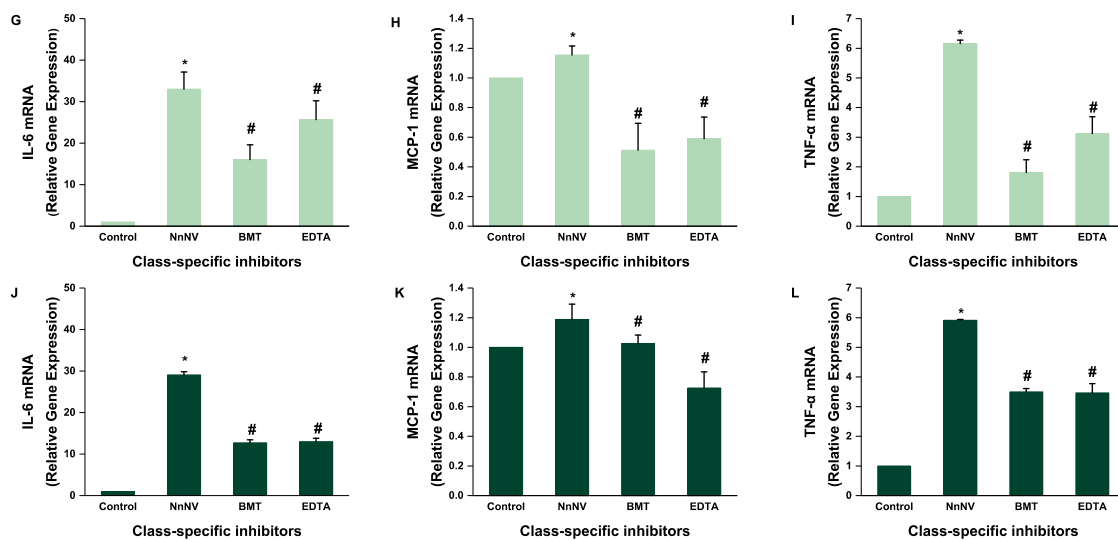 G
IL-6 mRNA
(Relative Gene Expression)
50
40
30
20
10
0
*
#
#
Control NnNV BMT EDTA
Class-specific inhibitors
H
MCP-1 mRNA
(Relative Gene Expression)
1.4
1.2
1.0
0.8
0.6
0.4
0.2
0.0
*
#
#
Control NnNV BMT EDTA
Class-specific inhibitors
I
TNF-α mRNA
(Relative Gene Expression)
7
6
5
4
3
2
1
0
*
#
#
Control NnNV BMT EDTA
Class-specific inhibitors
J
IL-6 mRNA
(Relative Gene Expression)
50
40
30
20
10
0
*
#
#
Control NnNV BMT EDTA
Class-specific inhibitors
K
MCP-1 mRNA
(Relative Gene Expression)
1.4
1.2
1.0
0.8
0.6
0.4
0.2
0.0
*
#
#
Control NnNV BMT EDTA
Class-specific inhibitors
L
TNF-α mRNA
(Relative Gene Expression)
7
6
5
4
3
2
1
0
*
#
#
Control NnNV BMT EDTA
Class-specific inhibitors